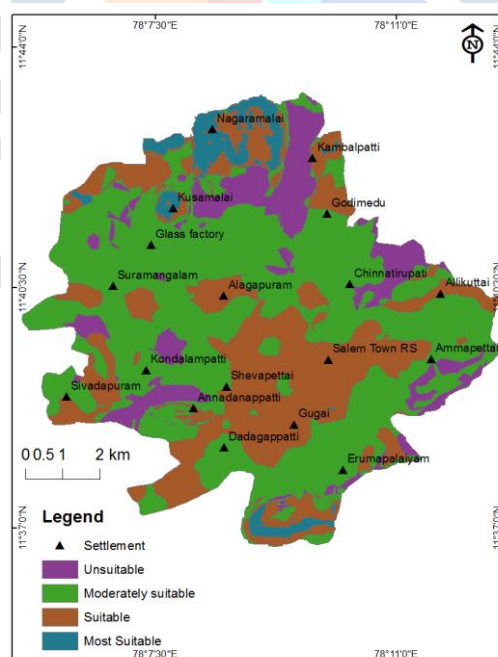 78°7'30"E 78°11'0"E
11°44'0"N
11°44'0"N
N
Nagaramalai
Kambalpatti
Kusamalai
Godimedu
Glass factory
Suramangalam
Chinnatirupati
Allikuttai
Alagapuram
11°40'30"N
11°40'30"N
Salem Town RS
Ammapettai
Kondalampatti
Shevapettai
Sivadapuram
Annadanappatti
Gugai
Dadagappatti
Erumapalaiyam
0 0.5 1 2 km
11°37'0"N
11°37'0"N
Legend
Settlement
Unsuitable
Moderately suitable
Suitable
Most Suitable
78°7'30"E 78°11'0"E